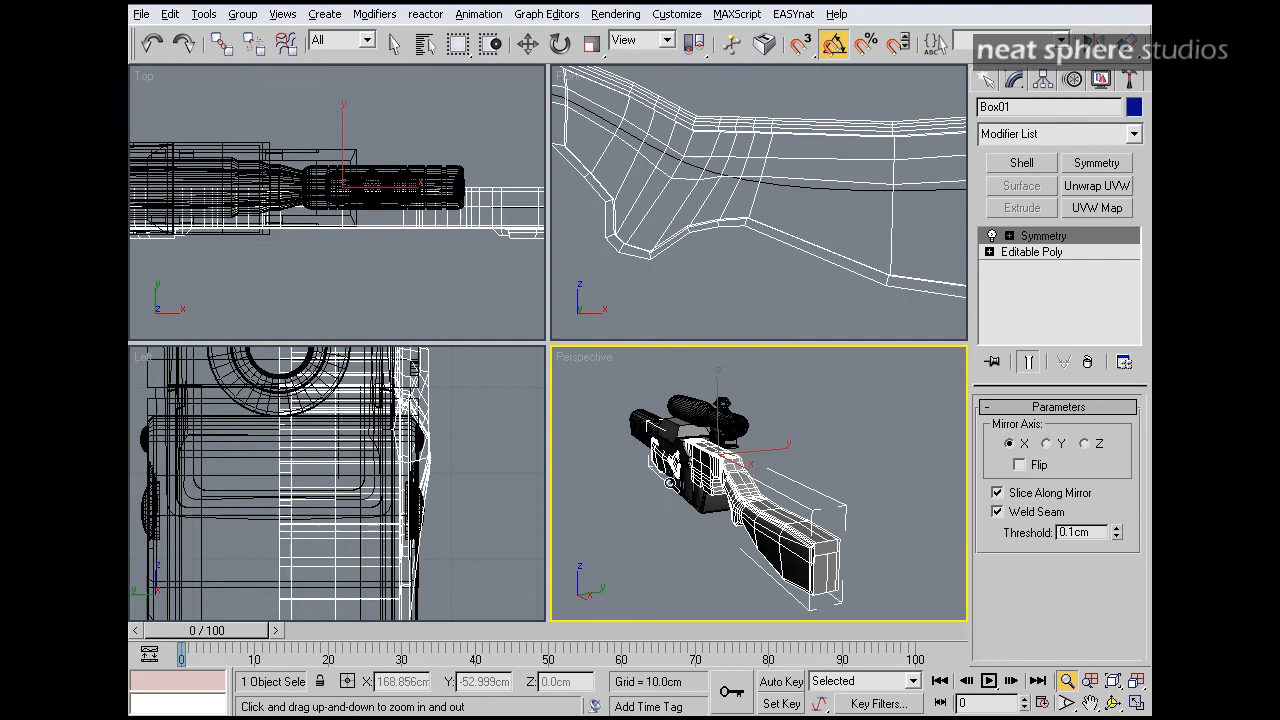 File Edit Tools Group Views Create Modifiers reactor Animation Graph Editors Rendering Customize MAXScript EASYnat Help
All View 3 % ABC
neat sphere studios
Top
Left
Perspective
y
x
y
z x
z
y x
z
y x
z
y
x
z
y
x
Box01
Modifier List
Shell Symmetry
Surface Unwrap UVW
Extrude UVW Map
Symmetry
Editable Poly
- Parameters
Mirror Axis:
X Y Z
Flip
Slice Along Mirror
Weld Seam
Threshold: 0.1cm
< 0 / 100 >
0 10 20 30 40 50 60 70 80 90 100
1 Object Sele X: 168.856cm Y: -52.999cm Z: 0.0cm Grid = 10.0cm Auto Key Selected
Click and drag up-and-down to zoom in and out Add Time Tag Set Key Key Filters... 0